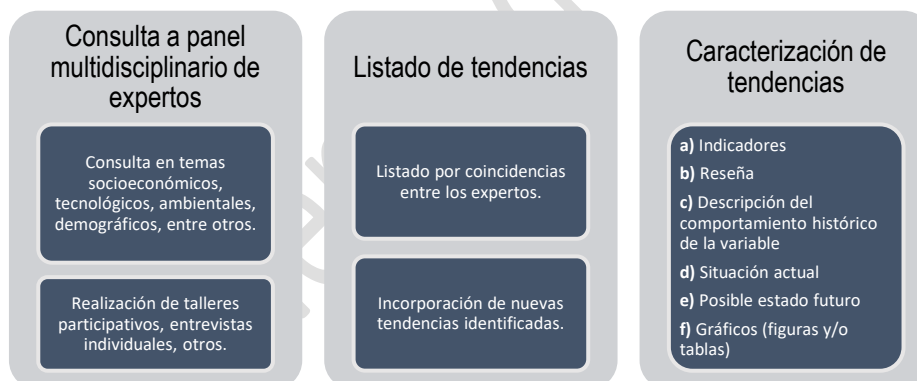 Consulta a panel
multidisciplinario de
expertos
Consulta en temas
socioeconómicos,
tecnológicos, ambientales,
demográficos, entre otros.
Realización de talleres
participativos, entrevistas
individuales, otros.
Listado de tendencias
Listado por coincidencias
entre los expertos.
Incorporación de nuevas
tendencias identificadas.
Caracterización de
tendencias
a) Indicadores
b) Reseña
c) Descripción del
comportamiento histórico
de la variable
d) Situación actual
e) Posible estado futuro
f) Gráficos (figuras y/o
tablas)